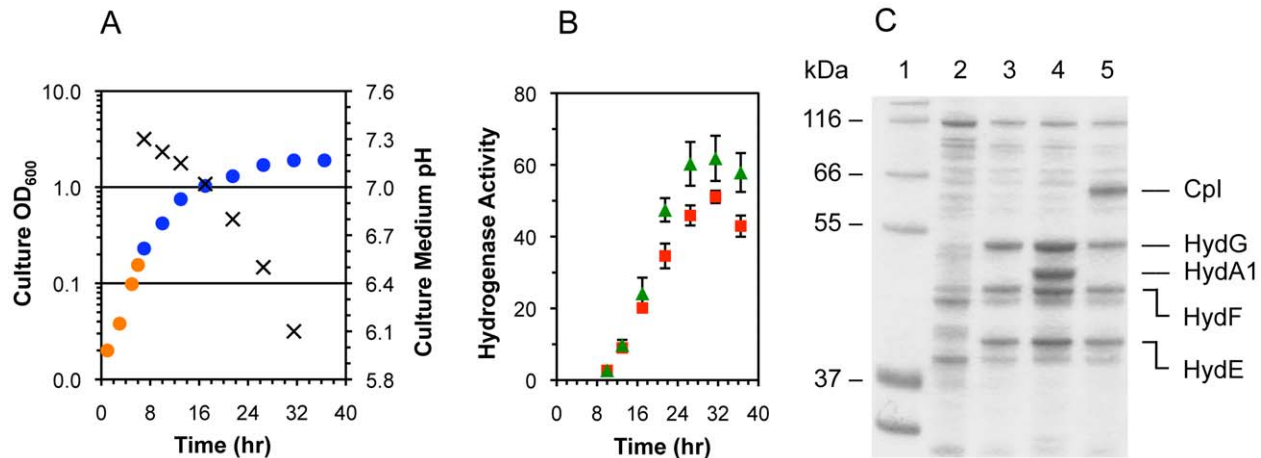 A
Culture OD600
10.0
1.0
0.1
0.0
7.6
7.3
7.0
6.7
6.4
6.1
5.8
Culture Medium pH
0 8 16 24 32 40
Time (hr)
B
Hydrogenase Activity
80
60
40
20
0
0 8 16 24 32 40
Time (hr)
C
kDa 1 2 3 4 5
116 –
66 –
55 –
37 –
CpI
HydG
HydA1
HydF
HydE